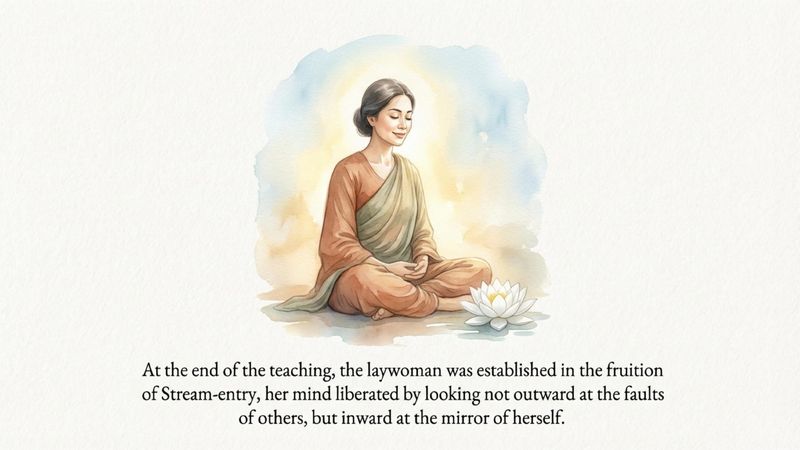 At the end of the teaching, the laywoman was established in the fruition
of Stream-entry, her mind liberated by looking not outward at the faults
of others, but inward at the mirror of herself.